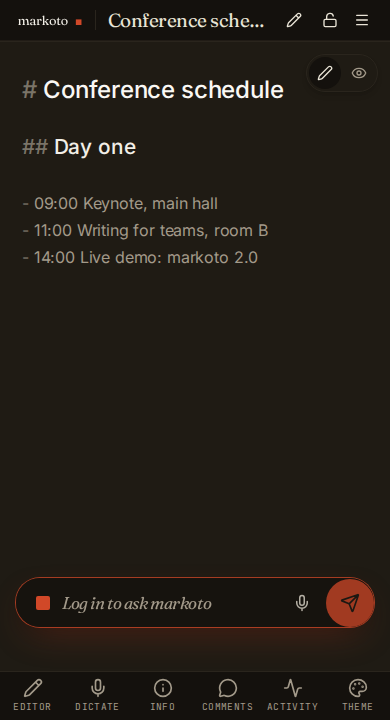 markoto
Conference sche...
# Conference schedule
## Day one
- 09:00 Keynote, main hall
- 11:00 Writing for teams, room B
- 14:00 Live demo: markoto 2.0
Log in to ask markoto
EDITOR DICTATE INFO COMMENTS ACTIVITY THEME